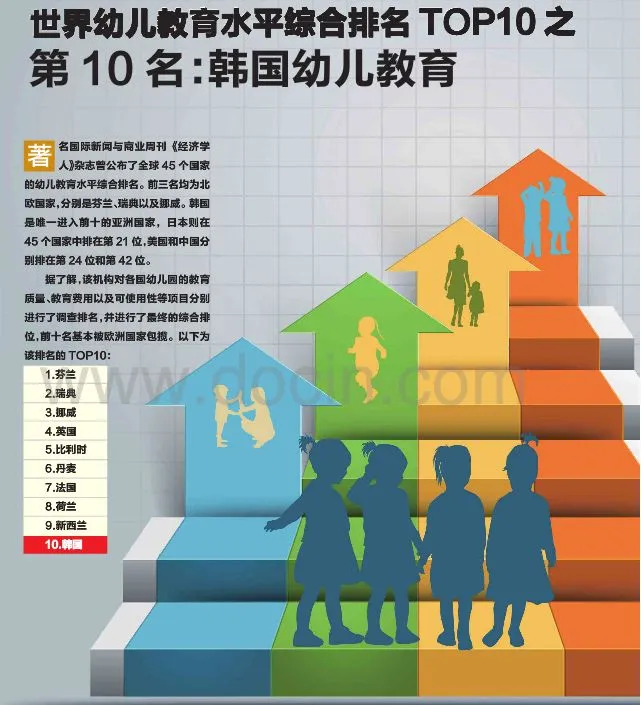 世界幼儿教育水平综合排名 TOP10 之
第 10 名：韩国幼儿教育
著名国际新闻与商业周刊《经济学
人》杂志曾公布了全球 45 个国家
的幼儿教育水平综合排名。前三名均为北
欧国家，分别是芬兰、瑞典以及挪威。韩国
是唯一进入前十的亚洲国家，日本则在
45 个国家中排在第 21 位，美国和中国分
别排在第 24 位和第 42 位。
据了解，该机构对各国幼儿园的教育
质量、教育费用以及可使用性等项目分别
进行了调查排名，并进行了最终的综合排
位，前十名基本被欧洲国家包揽。以下为
该排名的 TOP10：
www.docin.com
1.芬兰
2.瑞典
3.挪威
4.英国
5.比利时
6.丹麦
7.法国
8.荷兰
9.新西兰
10.韩国